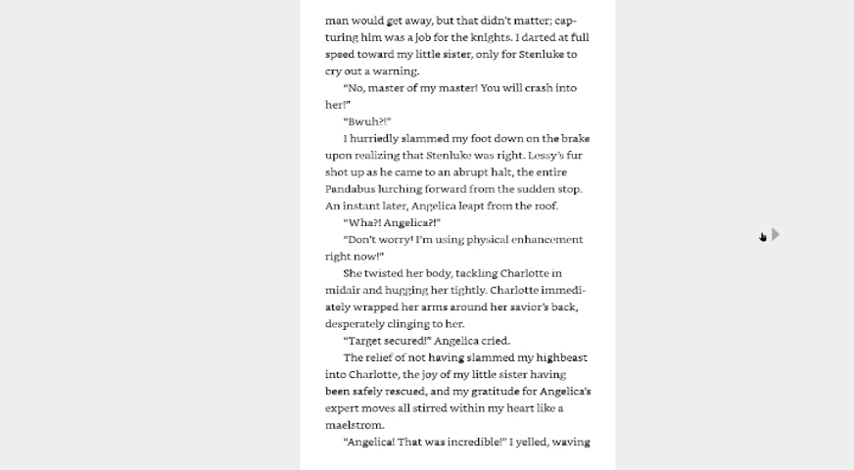 man would get away, but that didn't matter; cap-
turing him was a job for the knights. I darted at full
speed toward my little sister, only for Stenluke to
cry out a warning.
“No, master of my master! You will crash into
her!”
“Bwuh?!”
I hurriedly slammed my foot down on the brake
upon realizing that Stenluke was right. Lessy's fur
shot up as he came to an abrupt halt, the entire
Pandabus lurching forward from the sudden stop.
An instant later, Angelica leapt from the roof.
“Wha?! Angelica?!”
“Don't worry! I'm using physical enhancement
right now!”
She twisted her body, tackling Charlotte in
midair and hugging her tightly. Charlotte immedi-
ately wrapped her arms around her savior's back,
desperately clinging to her.
“Target secured!” Angelica cried.
The relief of not having slammed my highbeast
into Charlotte, the joy of my little sister having
been safely rescued, and my gratitude for Angelica's
expert moves all stirred within my heart like a
maelstrom.
“Angelica! That was incredible!” I yelled, waving